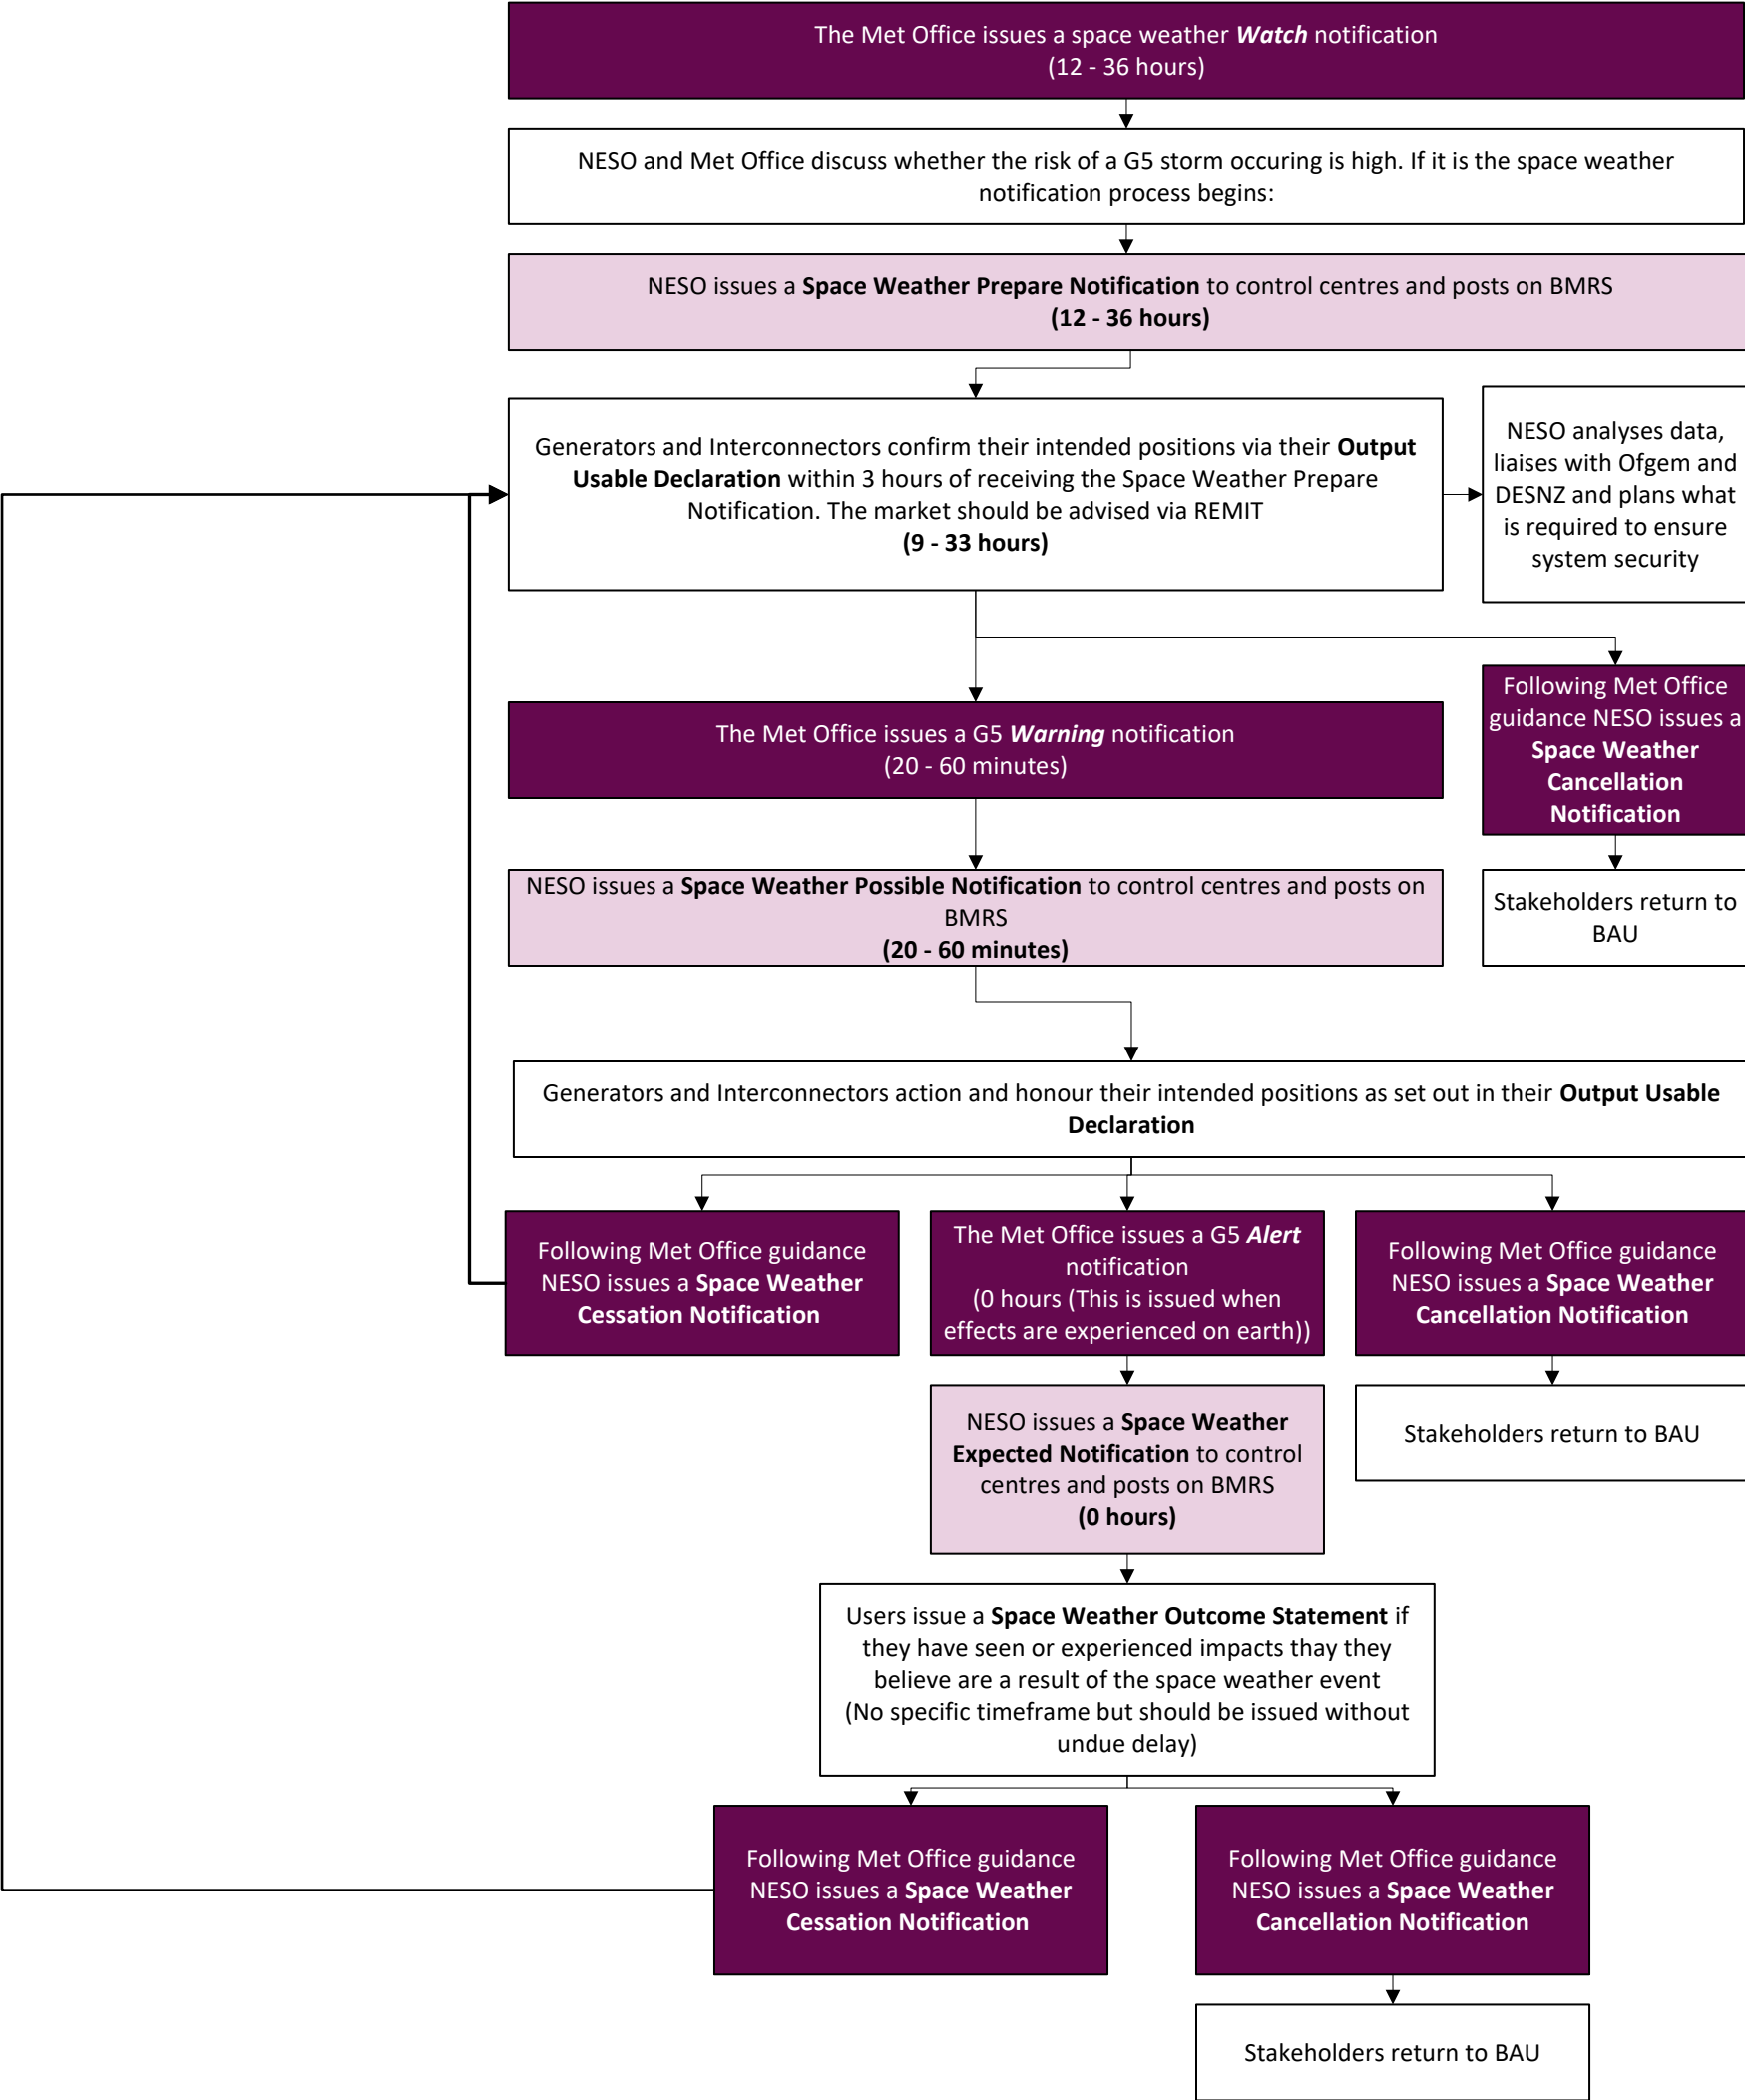 The Met Office issues a space weather Watch notification
(12 - 36 hours)
NESO and Met Office discuss whether the risk of a G5 storm occuring is high. If it is the space weather
notification process begins:
NESO issues a Space Weather Prepare Notification to control centres and posts on BMRS
(12 - 36 hours)
Generators and Interconnectors confirm their intended positions via their Output
Usable Declaration within 3 hours of receiving the Space Weather Prepare
Notification. The market should be advised via REMIT
(9 - 33 hours)
NESO analyses data,
liaises with Ofgem and
DESNZ and plans what
is required to ensure
system security
The Met Office issues a G5 Warning notification
(20 - 60 minutes)
Following Met Office
guidance NESO issues a
Space Weather
Cancellation
Notification
NESO issues a Space Weather Possible Notification to control centres and posts on
BMRS
(20 - 60 minutes)
Stakeholders return to
BAU
Generators and Interconnectors action and honour their intended positions as set out in their Output Usable
Declaration
Following Met Office guidance
NESO issues a Space Weather
Cessation Notification
The Met Office issues a G5 Alert
notification
(0 hours (This is issued when
effects are experienced on earth))
Following Met Office guidance
NESO issues a Space Weather
Cancellation Notification
NESO issues a Space Weather
Expected Notification to control
centres and posts on BMRS
(0 hours)
Stakeholders return to BAU
Users issue a Space Weather Outcome Statement if
they have seen or experienced impacts thay they
believe are a result of the space weather event
(No specific timeframe but should be issued without
undue delay)
Following Met Office guidance
NESO issues a Space Weather
Cessation Notification
Following Met Office guidance
NESO issues a Space Weather
Cancellation Notification
Stakeholders return to BAU